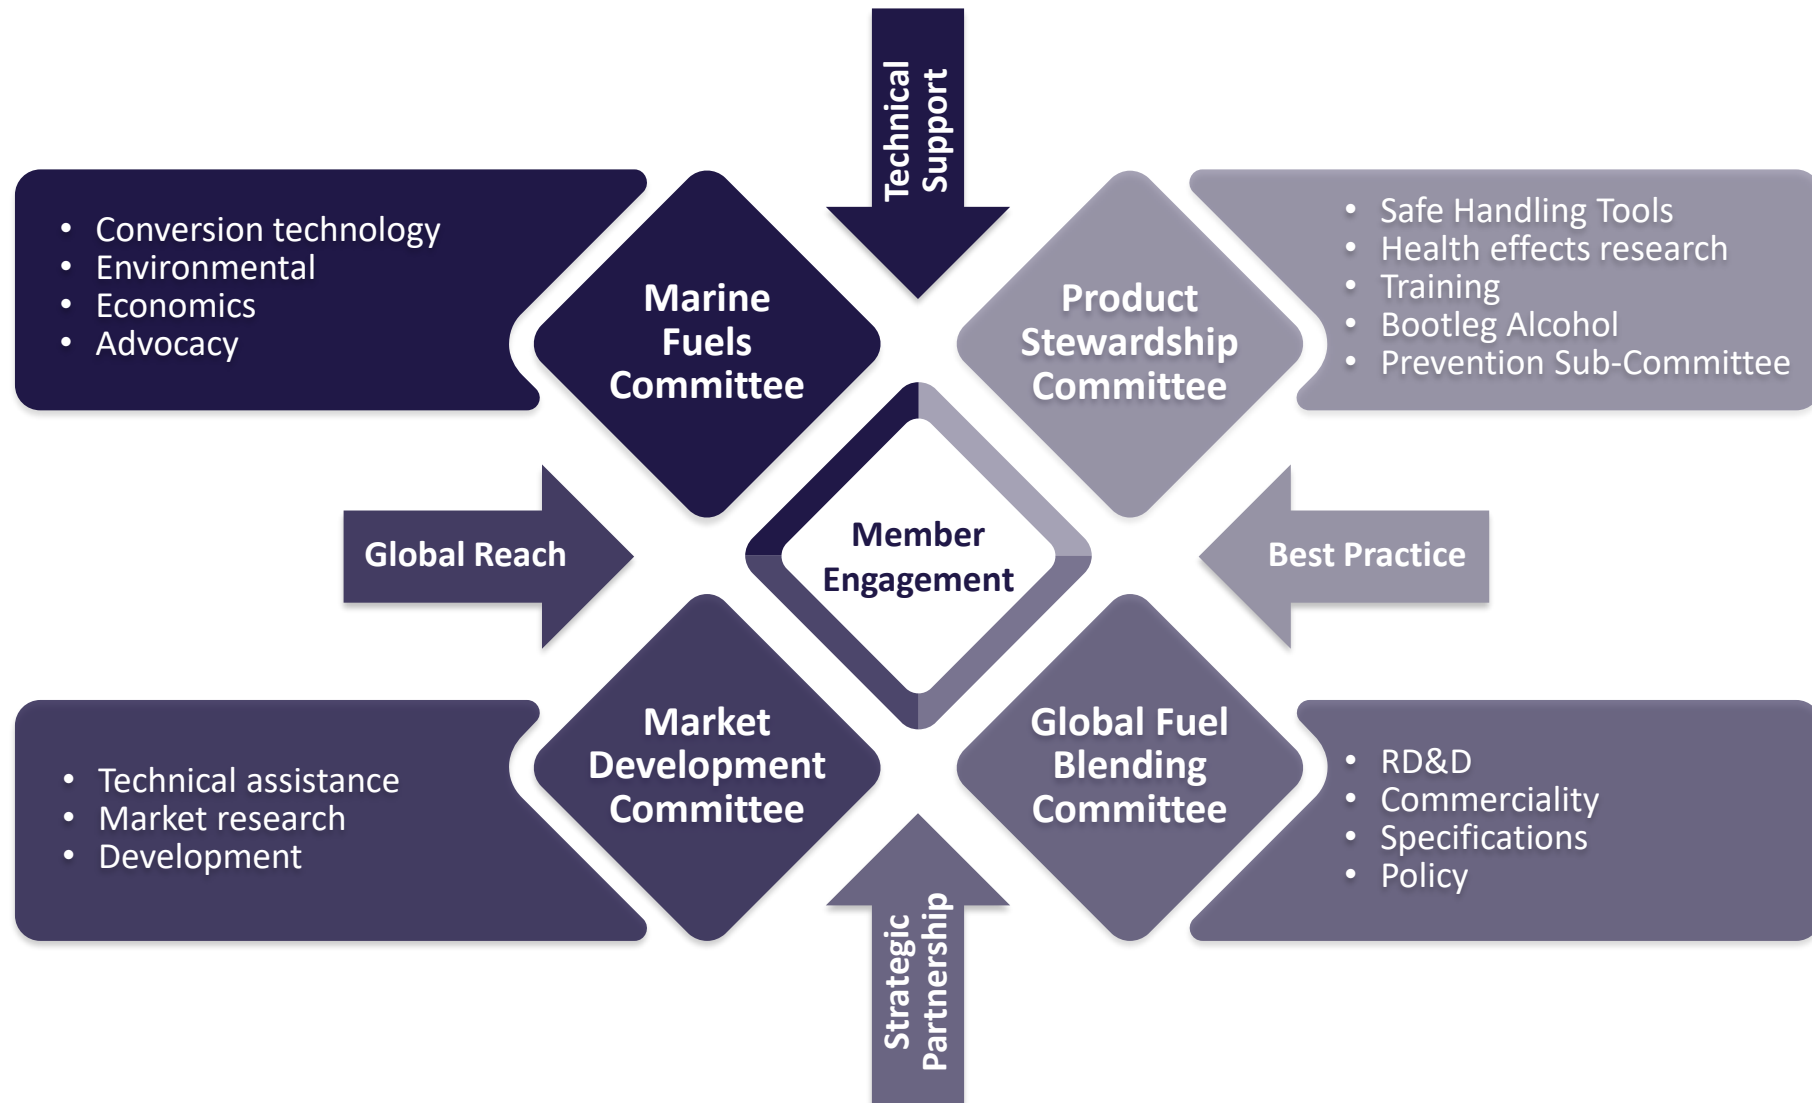 Technical
Support
• Conversion technology
• Environmental
• Economics
• Advocacy
Marine
Fuels
Committee
Product
Stewardship
Committee
• Safe Handling Tools
• Health effects research
• Training
• Bootleg Alcohol
• Prevention Sub-Committee
Global Reach
Member
Engagement
Best Practice
• Technical assistance
• Market research
• Development
Market
Development
Committee
Global Fuel
Blending
Committee
• RD&D
• Commerciality
• Specifications
• Policy
Strategic
Partnership